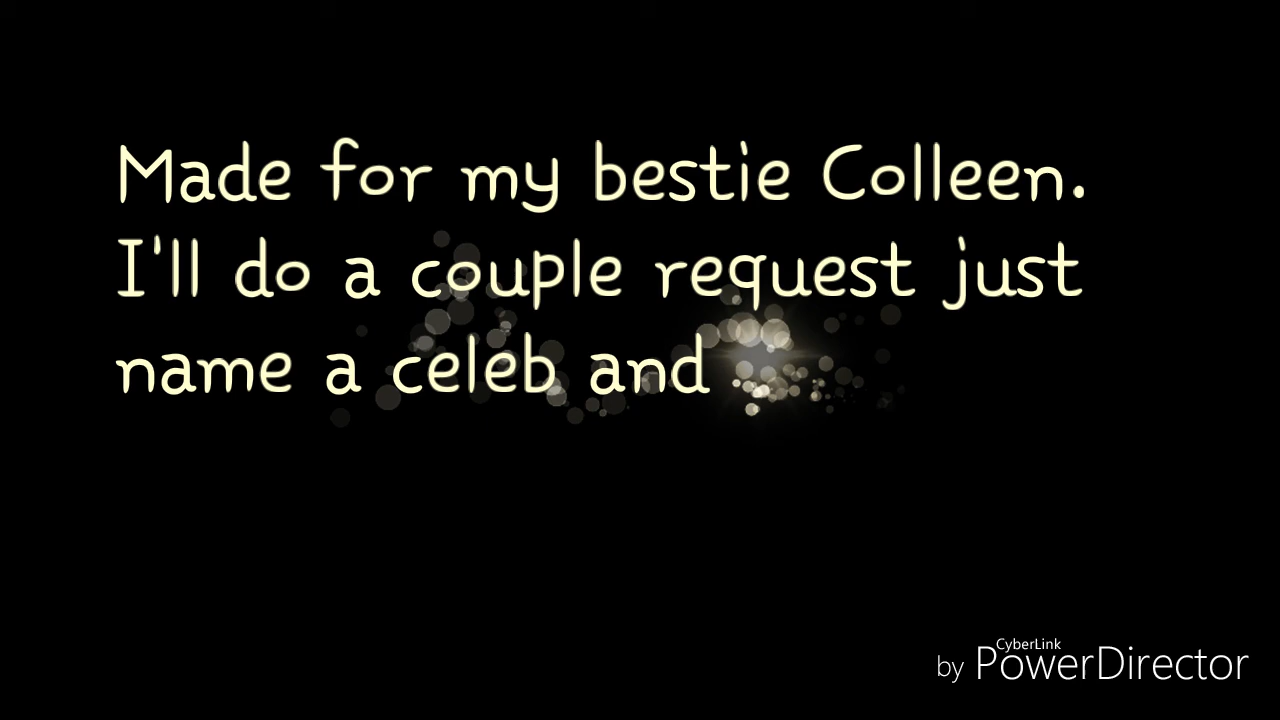 Made for my bestie Colleen.
I'll do a couple request just
name a celeb and
CyberLink
by PowerDirector